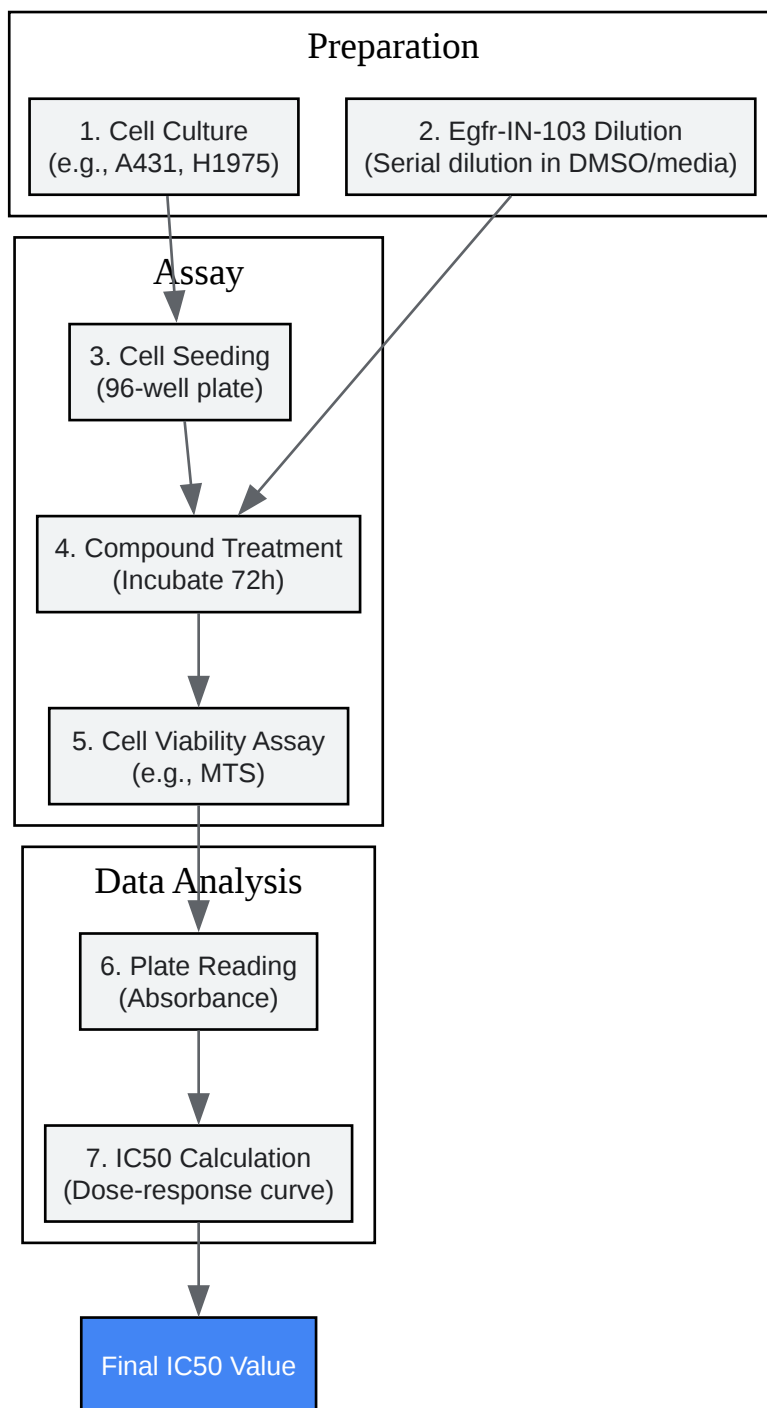 Preparation
1. Cell Culture
(e.g., A431, H1975)
2. Egfr-IN-103 Dilution
(Serial dilution in DMSO/media)
Assay
3. Cell Seeding
(96-well plate)
4. Compound Treatment
(Incubate 72h)
5. Cell Viability Assay
(e.g., MTS)
Data Analysis
6. Plate Reading
(Absorbance)
7. IC50 Calculation
(Dose-response curve)
Final IC50 Value